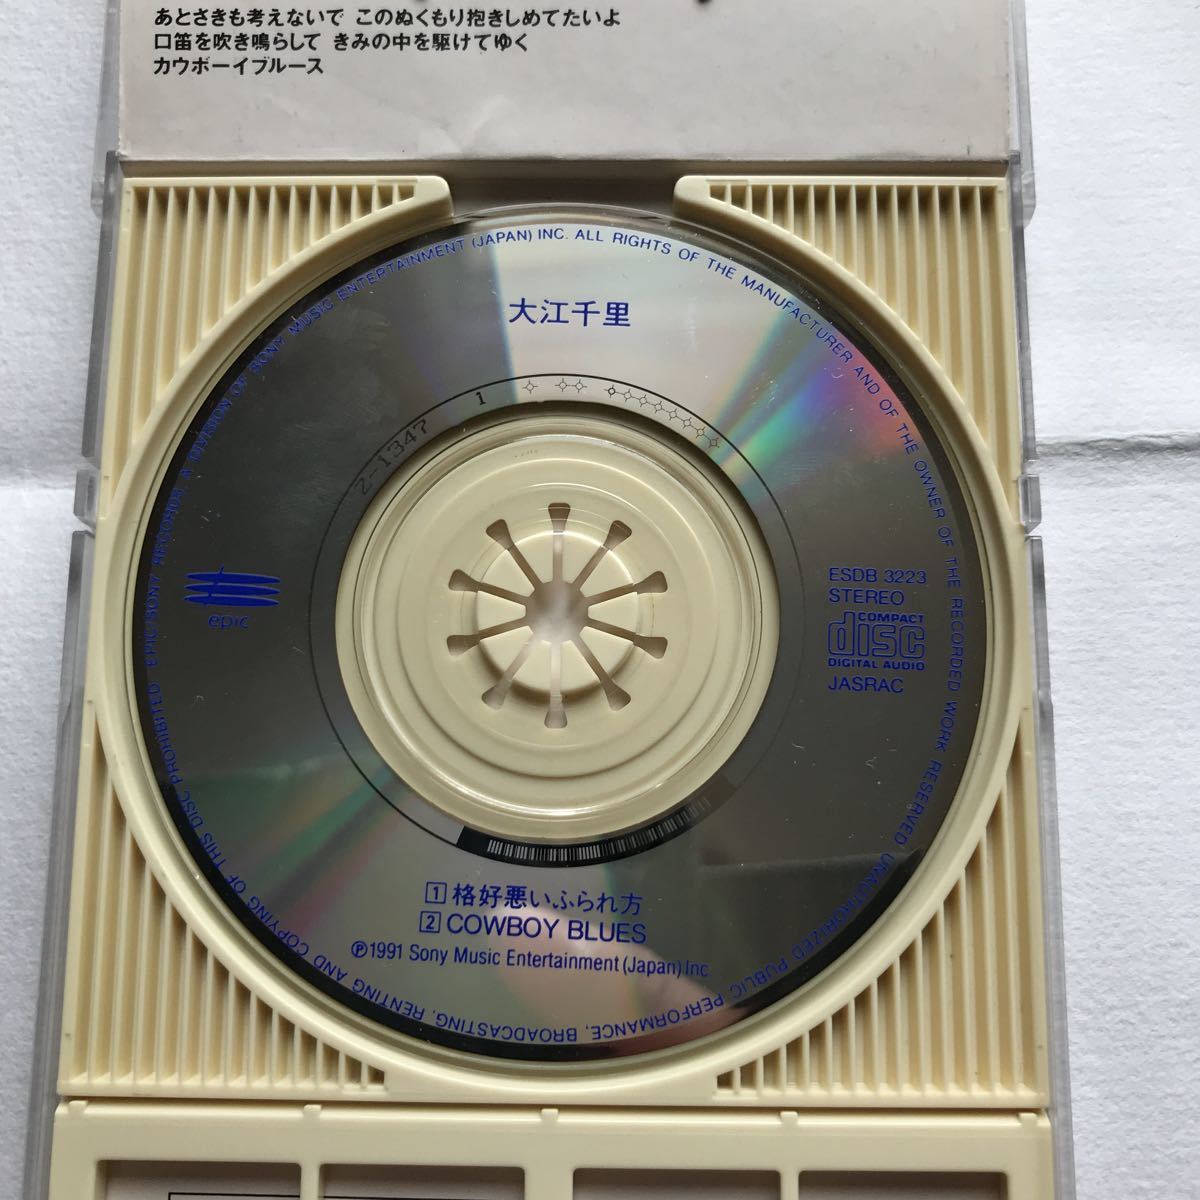 あとさきも考えないで このぬくもり抱きしめてたいよ
口笛を吹き鳴らして きみの中を駆けてゆく
カウボーイブルース
EPIC/SONY RECORDS, A DIVISION OF SONY MUSIC ENTERTAINMENT (JAPAN) INC. ALL RIGHTS OF THE MANUFACTURER AND OF THE OWNER OF THE RECORDED WORK RESERVED UNAUTHORIZED PUBLIC PERFORMANCE, BROADCASTING, RENTING AND COPYING OF THIS DISC PROHIBITED
大江千里
2-1347 1
epic
ESDB 3223
STEREO
COMPACT
disc
DIGITAL AUDIO
JASRAC
1 格好悪いふられ方
2 COWBOY BLUES
Ⓟ1991 Sony Music Entertainment (Japan) Inc